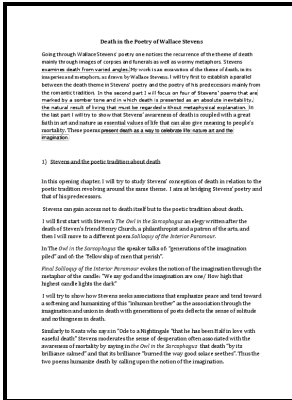 Death in the Poetry of Wallace Stevens
Going through Wallace Stevens' poetry one notices the recurrence of the theme of death
mainly through images of corpses and funerals as well as wormy metaphors. Stevens
examines death from varied angles. My work is an examination of the theme of death, in its
imageries and metaphors, as drawn by Wallace Stevens. I will try first to establish a parallel
between the death theme in Stevens' poetry and the poetry of his predecessors mainly from
the romantic tradition. In the second part I will focus on four of Stevens' poems that are
marked by a somber tone and in which death is presented as an absolute inevitability,
the natural result of living that must be regarded without metaphysical explanation. In
the last part I will try to show that Stevens' awareness of death is coupled with a great
faith in art and nature as essential values of life that can also give meaning to people's
mortality. These poems present death as a way to celebrate life: nature art and the
imagination.
1) Stevens and the poetic tradition about death
In this opening chapter, I will try to study Stevens' conception of death in relation to the
poetic tradition revolving around the same theme. I aim at bridging Stevens' poetry and
that of his predecessors.
Stevens can gain access not to death itself but to the poetic tradition about death.
I will first start with Stevens's The Owl in the Sarcophagus an elegy written after the
death of Stevens's friend Henry Church, a philanthropist and a patron of the arts, and
then I will move to a different poem Soliloquy of the Interior Paramour.
In The Owl in the Sarcophagus the speaker talks of: "generations of the imagination
piled" and of: the "fellowship of men that perish".
Final Soliloquy of the Interior Paramour evokes the notion of the imagination through the
metaphor of the candle: "We say god and the imagination are one/ How high that
highest candle lights the dark"
I will try to show how Stevens seeks associations that emphasize peace and tend toward
a softening and humanizing of this "inhuman brother" as the association through the
imagination and union in death with generations of poets deflects the sense of solitude
and nothingness in death.
Similarly to Keats who says in "Ode to a Nightingale "that he has been Half in love with
easeful death" Stevens moderates the sense of desperation often associated with the
awareness of mortality by saying in the Owl in the Sarcophagus that death "by its
brilliance calmed" and that its brilliance "burned the way good solace seethes". Thus the
two poems humanize death by calling upon the notion of the imagination.